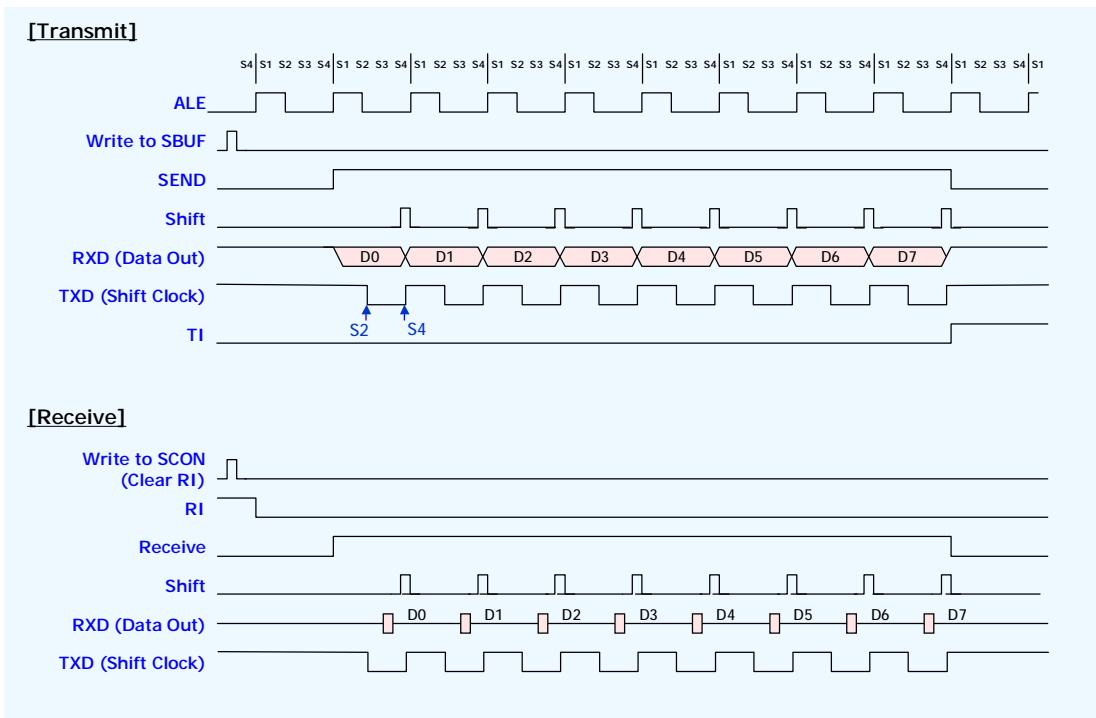 [Transmit]
S4 S1 S2 S3 S4 S1 S2 S3 S4 S1 S2 S3 S4 S1 S2 S3 S4 S1 S2 S3 S4 S1 S2 S3 S4 S1 S2 S3 S4 S1 S2 S3 S4 S1 S2 S3 S4 S1 S2 S3 S4 S1
ALE
Write to SBUF
SEND
Shift
RXD (Data Out) D0 D1 D2 D3 D4 D5 D6 D7
TXD (Shift Clock)
S2 S4
TI
[Receive]
Write to SCON
(Clear RI)
RI
Receive
Shift
RXD (Data Out) D0 D1 D2 D3 D4 D5 D6 D7
TXD (Shift Clock)